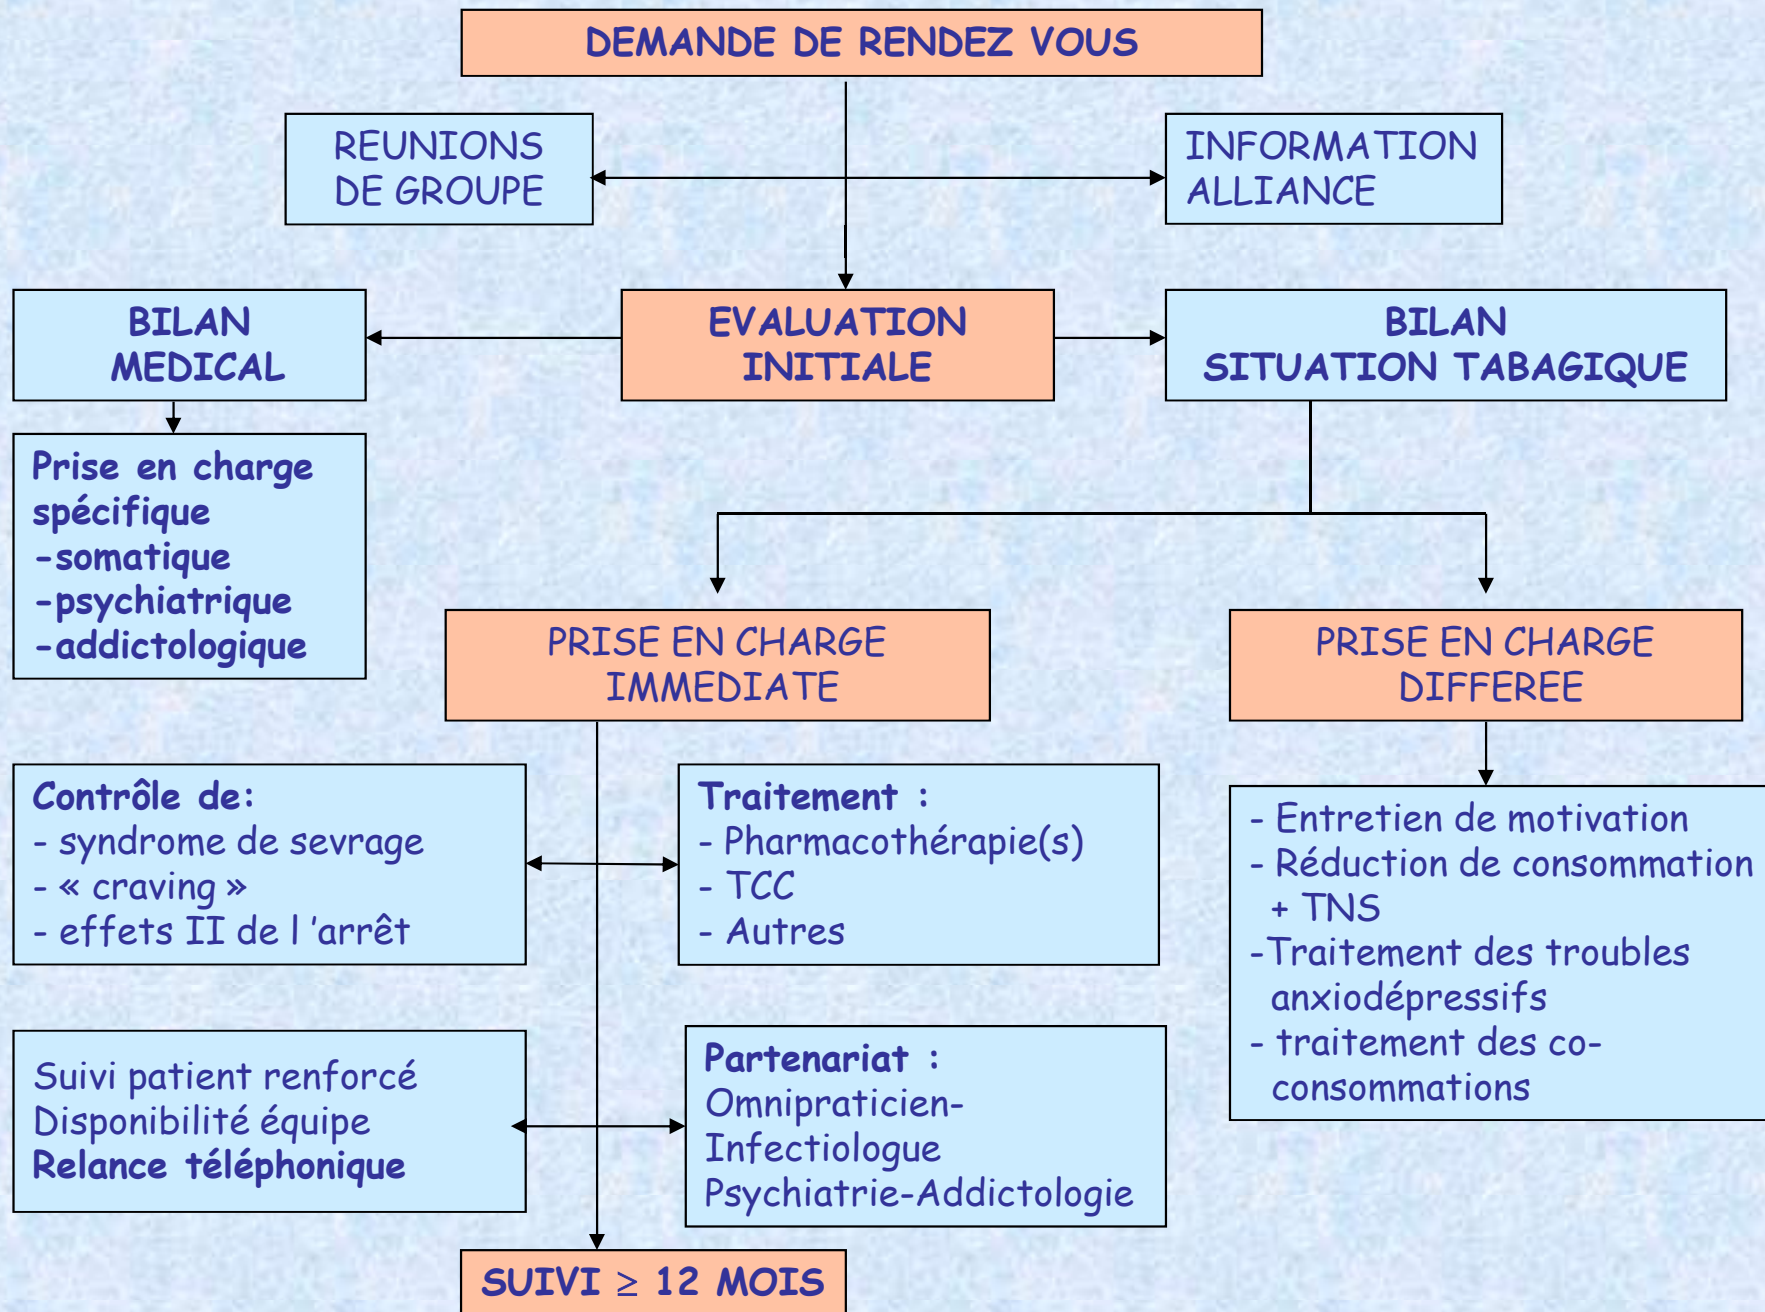 DEMANDE DE RENDEZ VOUS
REUNIONS
DE GROUPE
INFORMATION
ALLIANCE
BILAN
MEDICAL
EVALUATION
INITIALE
BILAN
SITUATION TABAGIQUE
Prise en charge
spécifique
-somatique
-psychiatrique
-addictologique
PRISE EN CHARGE
IMMEDIATE
PRISE EN CHARGE
DIFFEREE
Contrôle de:
- syndrome de sevrage
- « craving »
- effets II de l ’arrêt
Traitement :
- Pharmacothérapie(s)
- TCC
- Autres
- Entretien de motivation
- Réduction de consommation
+ TNS
-Traitement des troubles
anxiodépressifs
- traitement des co-
consommations
Suivi patient renforcé
Disponibilité équipe
Relance téléphonique
Partenariat :
Omnipraticien-
Infectiologue
Psychiatrie-Addictologie
SUIVI ≥ 12 MOIS